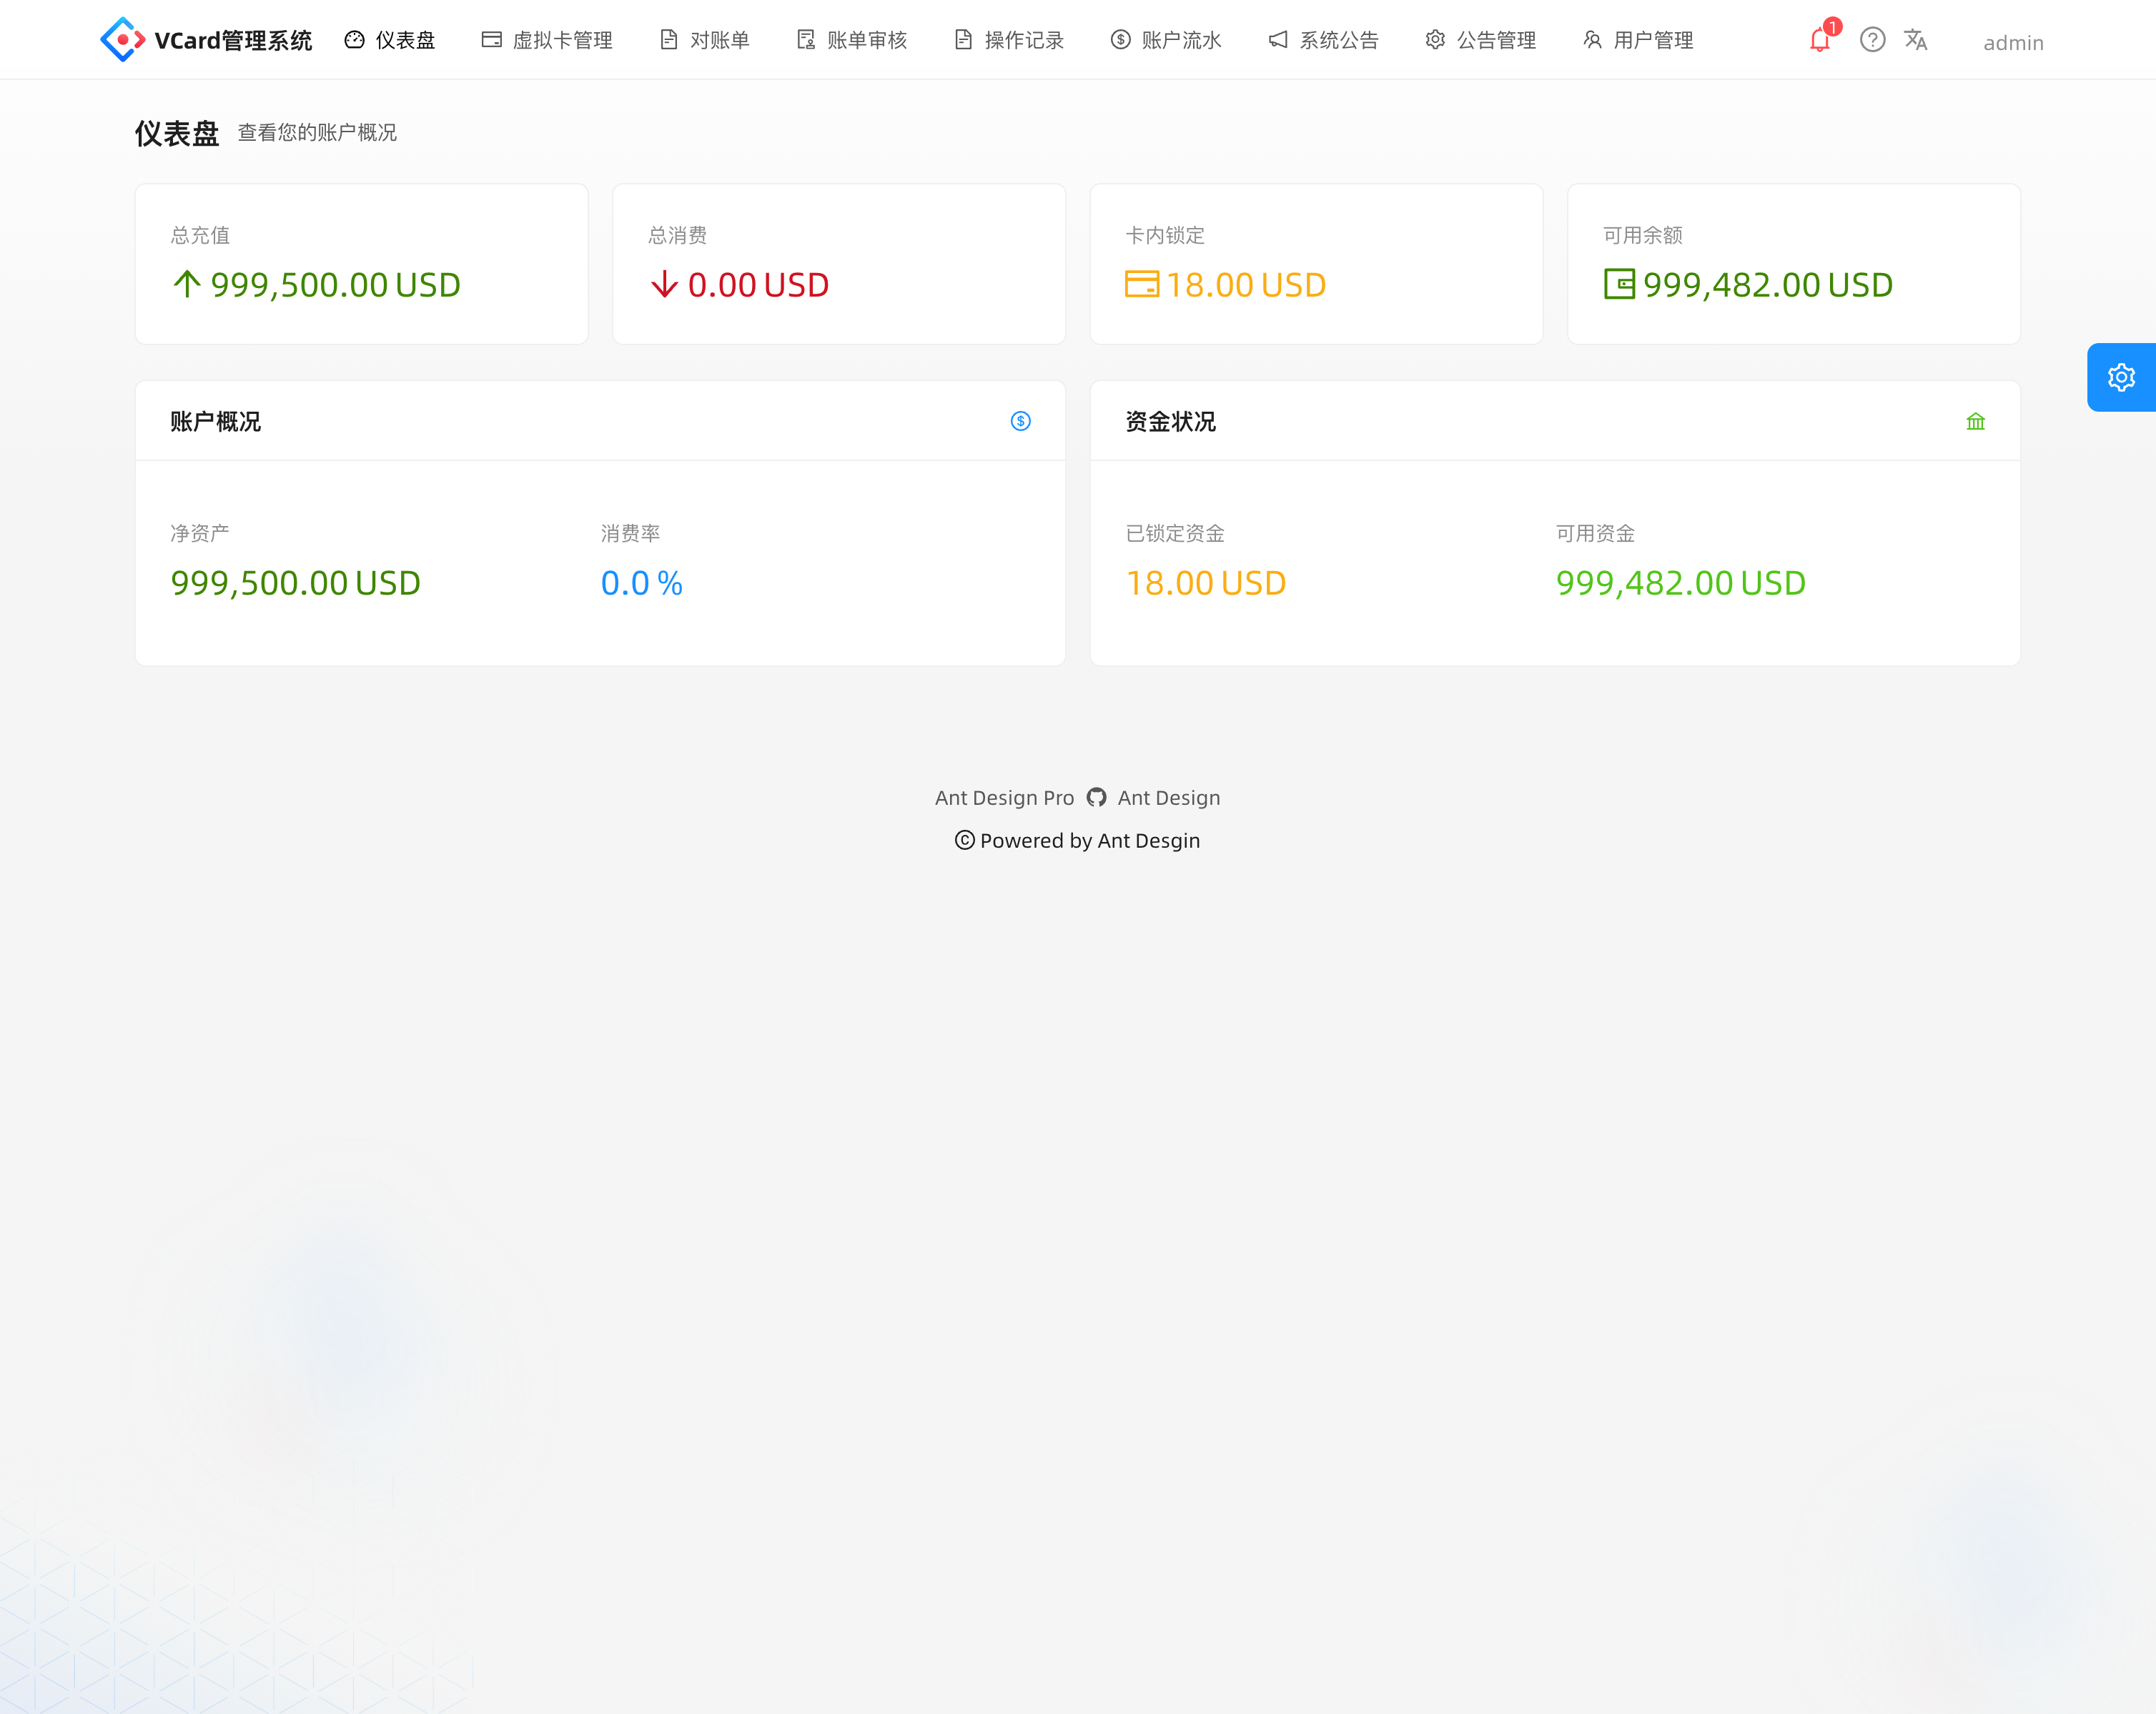 VCard管理系统 仪表盘 虚拟卡管理 对账单 账单审核 操作记录 账户流水 系统公告 公告管理 用户管理 1 admin
仪表盘 查看您的账户概况
总充值 总消费 卡内锁定 可用余额
999,500.00 USD 0.00 USD 18.00 USD 999,482.00 USD
账户概况 资金状况
净资产 消费率 已锁定资金 可用资金
999,500.00 USD 0.0 % 18.00 USD 999,482.00 USD
Ant Design Pro Ant Design
© Powered by Ant Desgin